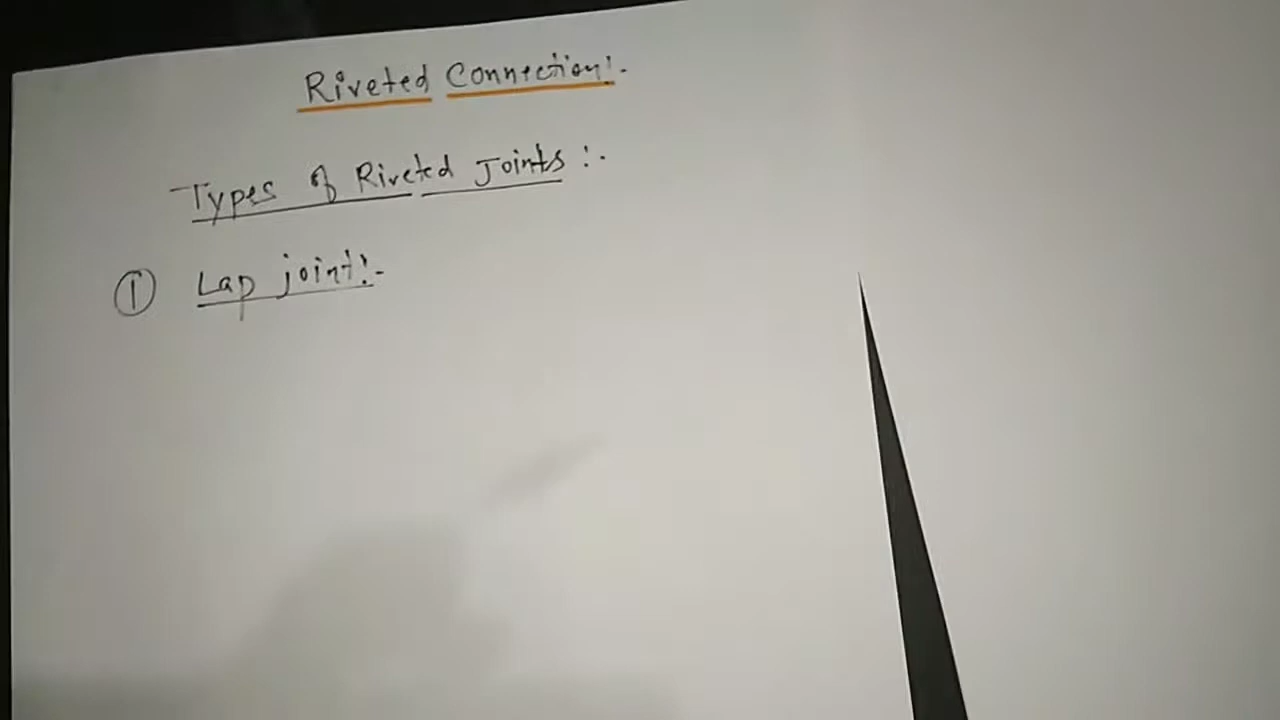 Riveted Connection:-
Types of Riveted Joints:-
① Lap joint:-